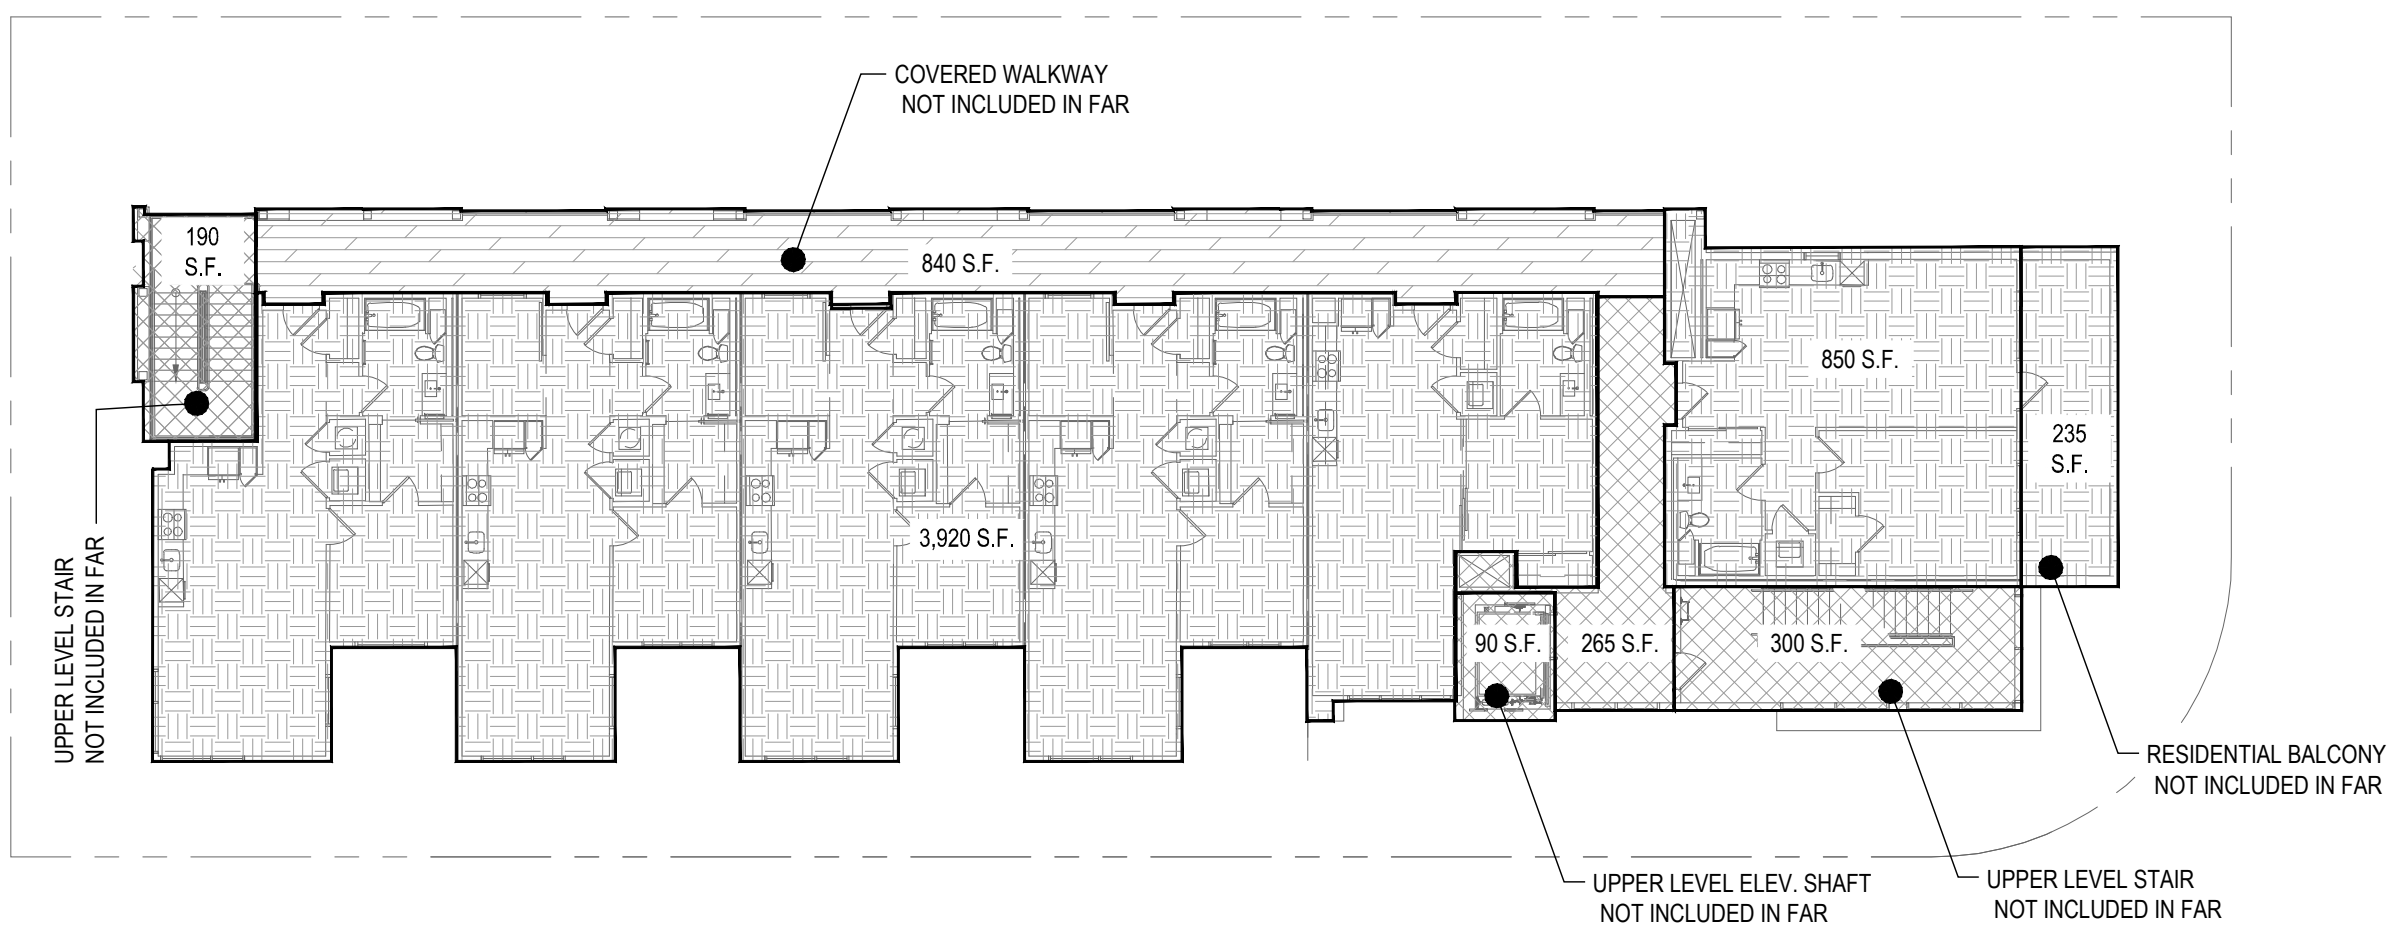 COVERED WALKWAY
NOT INCLUDED IN FAR
190
S.F.
840 S.F.
850 S.F.
235
S.F.
3,920 S.F.
90 S.F.
265 S.F.
300 S.F.
UPPER LEVEL STAIR
NOT INCLUDED IN FAR
RESIDENTIAL BALCONY
NOT INCLUDED IN FAR
UPPER LEVEL ELEV. SHAFT
NOT INCLUDED IN FAR
UPPER LEVEL STAIR
NOT INCLUDED IN FAR